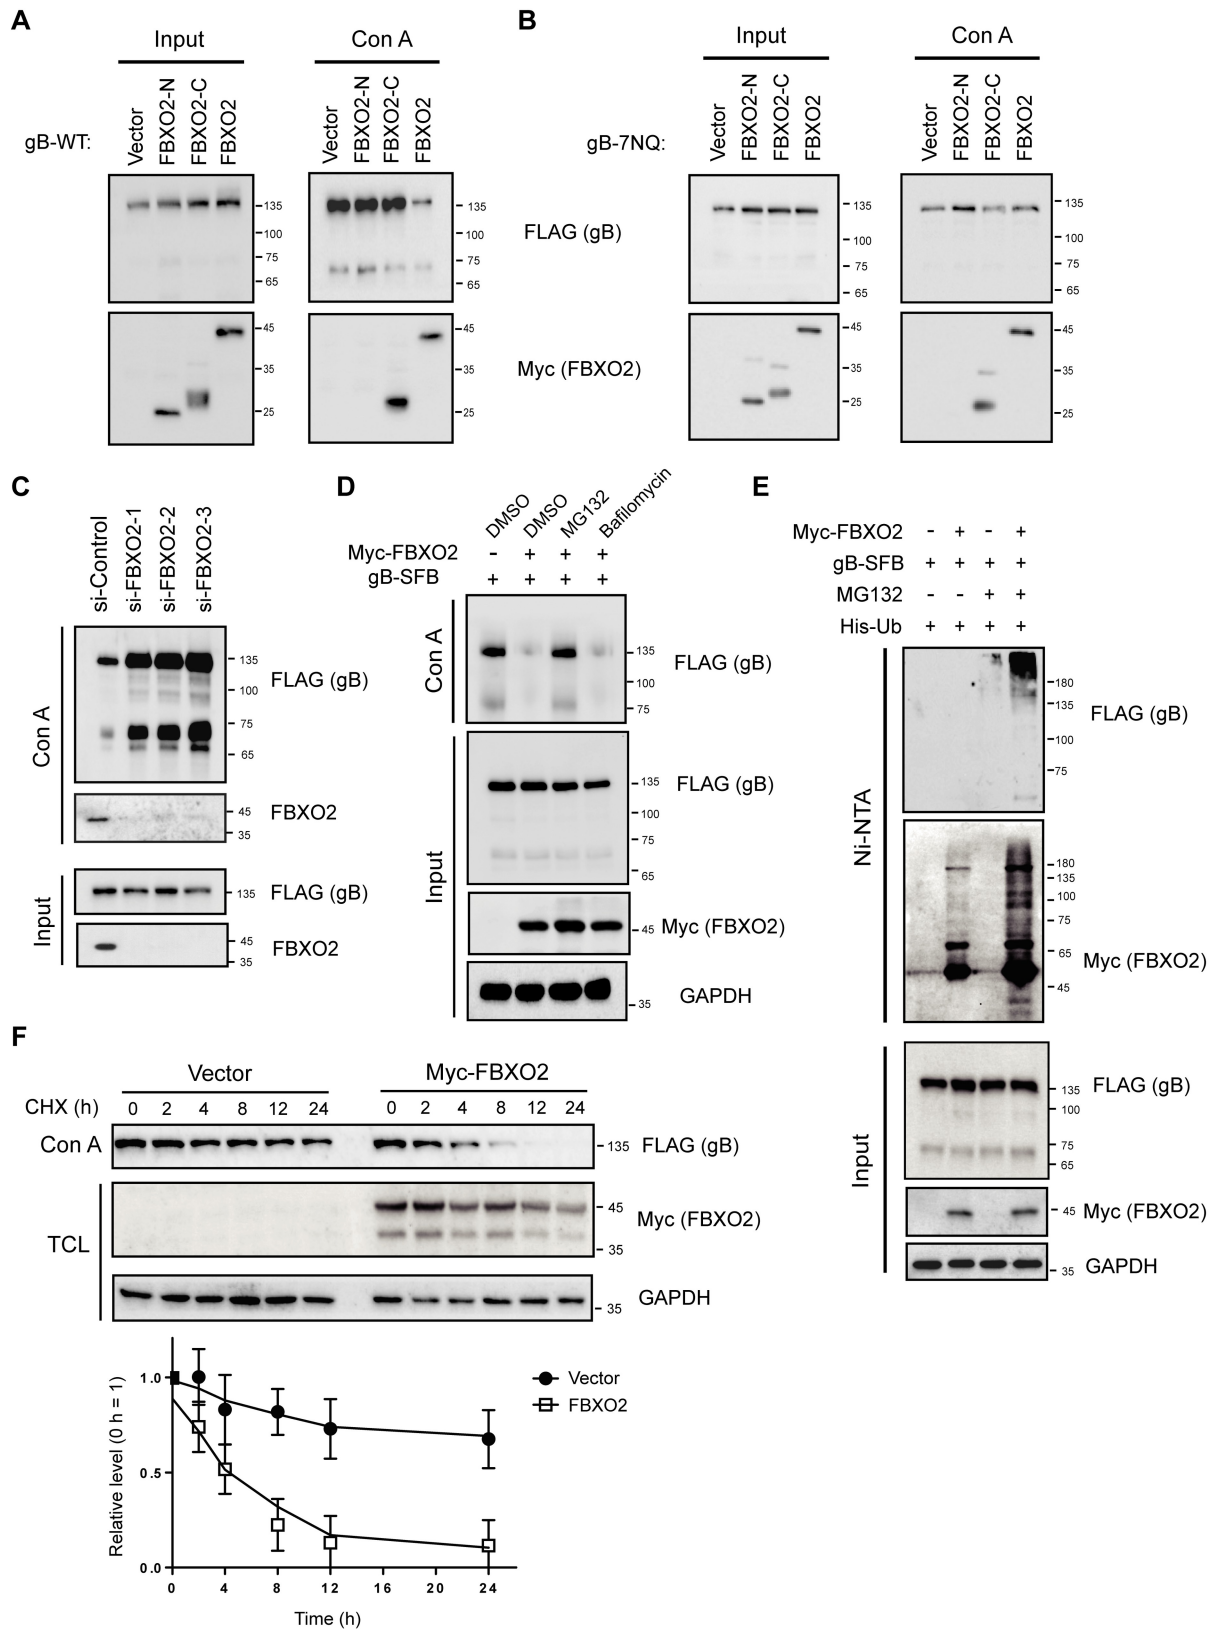 A
Input
Con A
gB-WT:
Vector
FBXO2-N
FBXO2-C
FBXO2
Vector
FBXO2-N
FBXO2-C
FBXO2
135
100
75
65
135
100
75
65
FLAG (gB)
45
35
25
45
35
25
Myc (FBXO2)
B
Input
Con A
gB-7NQ:
Vector
FBXO2-N
FBXO2-C
FBXO2
Vector
FBXO2-N
FBXO2-C
FBXO2
135
100
75
65
135
100
75
65
45
35
25
45
35
25
C
si-Control
si-FBXO2-1
si-FBXO2-2
si-FBXO2-3
Con A
135
100
75
65
FLAG (gB)
45
35
FBXO2
Input
135
FLAG (gB)
45
35
FBXO2
D
DMSO
DMSO
MG132
Bafilomycin
Myc-FBXO2 - + + +
gB-SFB + + + +
Con A
135
100
75
FLAG (gB)
Input
135
100
75
65
FLAG (gB)
45
Myc (FBXO2)
35
GAPDH
E
Myc-FBXO2 - + - +
gB-SFB + + + +
MG132 - - + +
His-Ub + + + +
Ni-NTA
180
135
100
75
FLAG (gB)
180
135
100
75
65
45
Myc (FBXO2)
Input
135
100
75
65
FLAG (gB)
45
Myc (FBXO2)
35
GAPDH
F
Vector
Myc-FBXO2
CHX (h) 0 2 4 8 12 24 0 2 4 8 12 24
Con A
135
FLAG (gB)
TCL
45
35
Myc (FBXO2)
35
GAPDH
Relative level (0 h = 1)
1.0
0.5
0.0
0 4 8 12 16 20 24
Time (h)
Vector
FBXO2